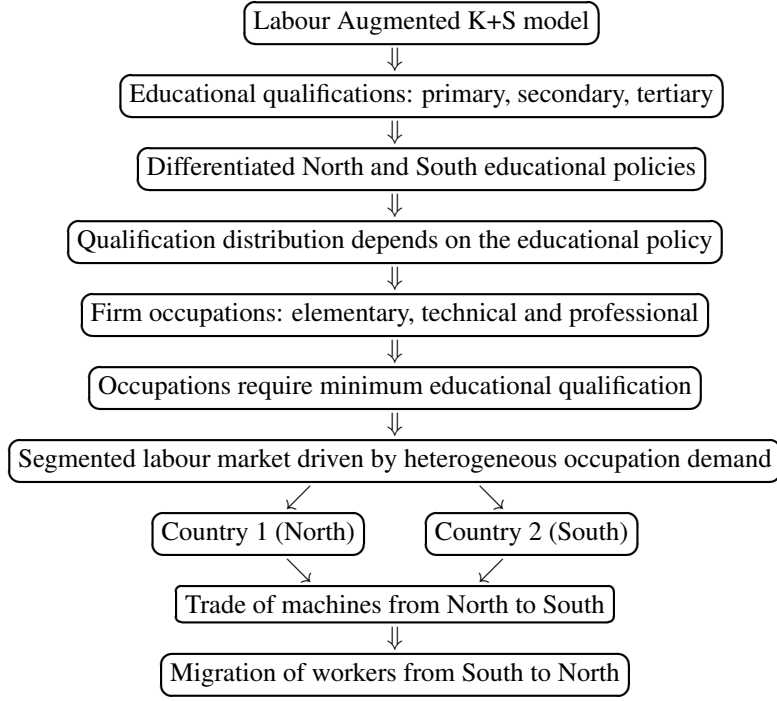 Labour Augmented K+S model
⇓
Educational qualifications: primary, secondary, tertiary
⇓
Differentiated North and South educational policies
⇓
Qualification distribution depends on the educational policy
⇓
Firm occupations: elementary, technical and professional
⇓
Occupations require minimum educational qualification
⇓
Segmented labour market driven by heterogeneous occupation demand
↙ ↘
Country 1 (North) Country 2 (South)
↘ ↙
Trade of machines from North to South
⇓
Migration of workers from South to North